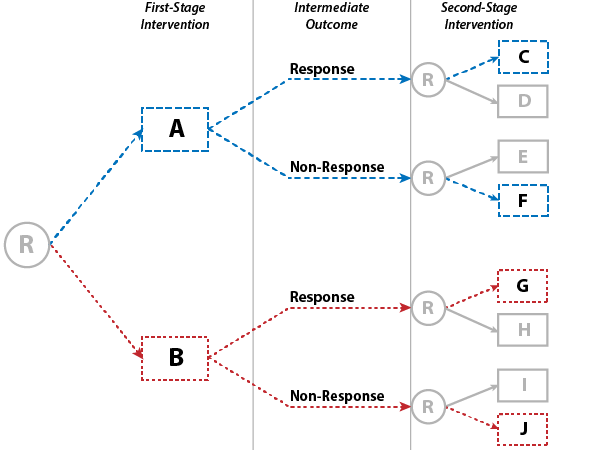 First-Stage
Intervention
Intermediate
Outcome
Second-Stage
Intervention
Response
R
C
D
A
Non-Response
R
E
F
R
Response
R
G
H
B
Non-Response
R
I
J